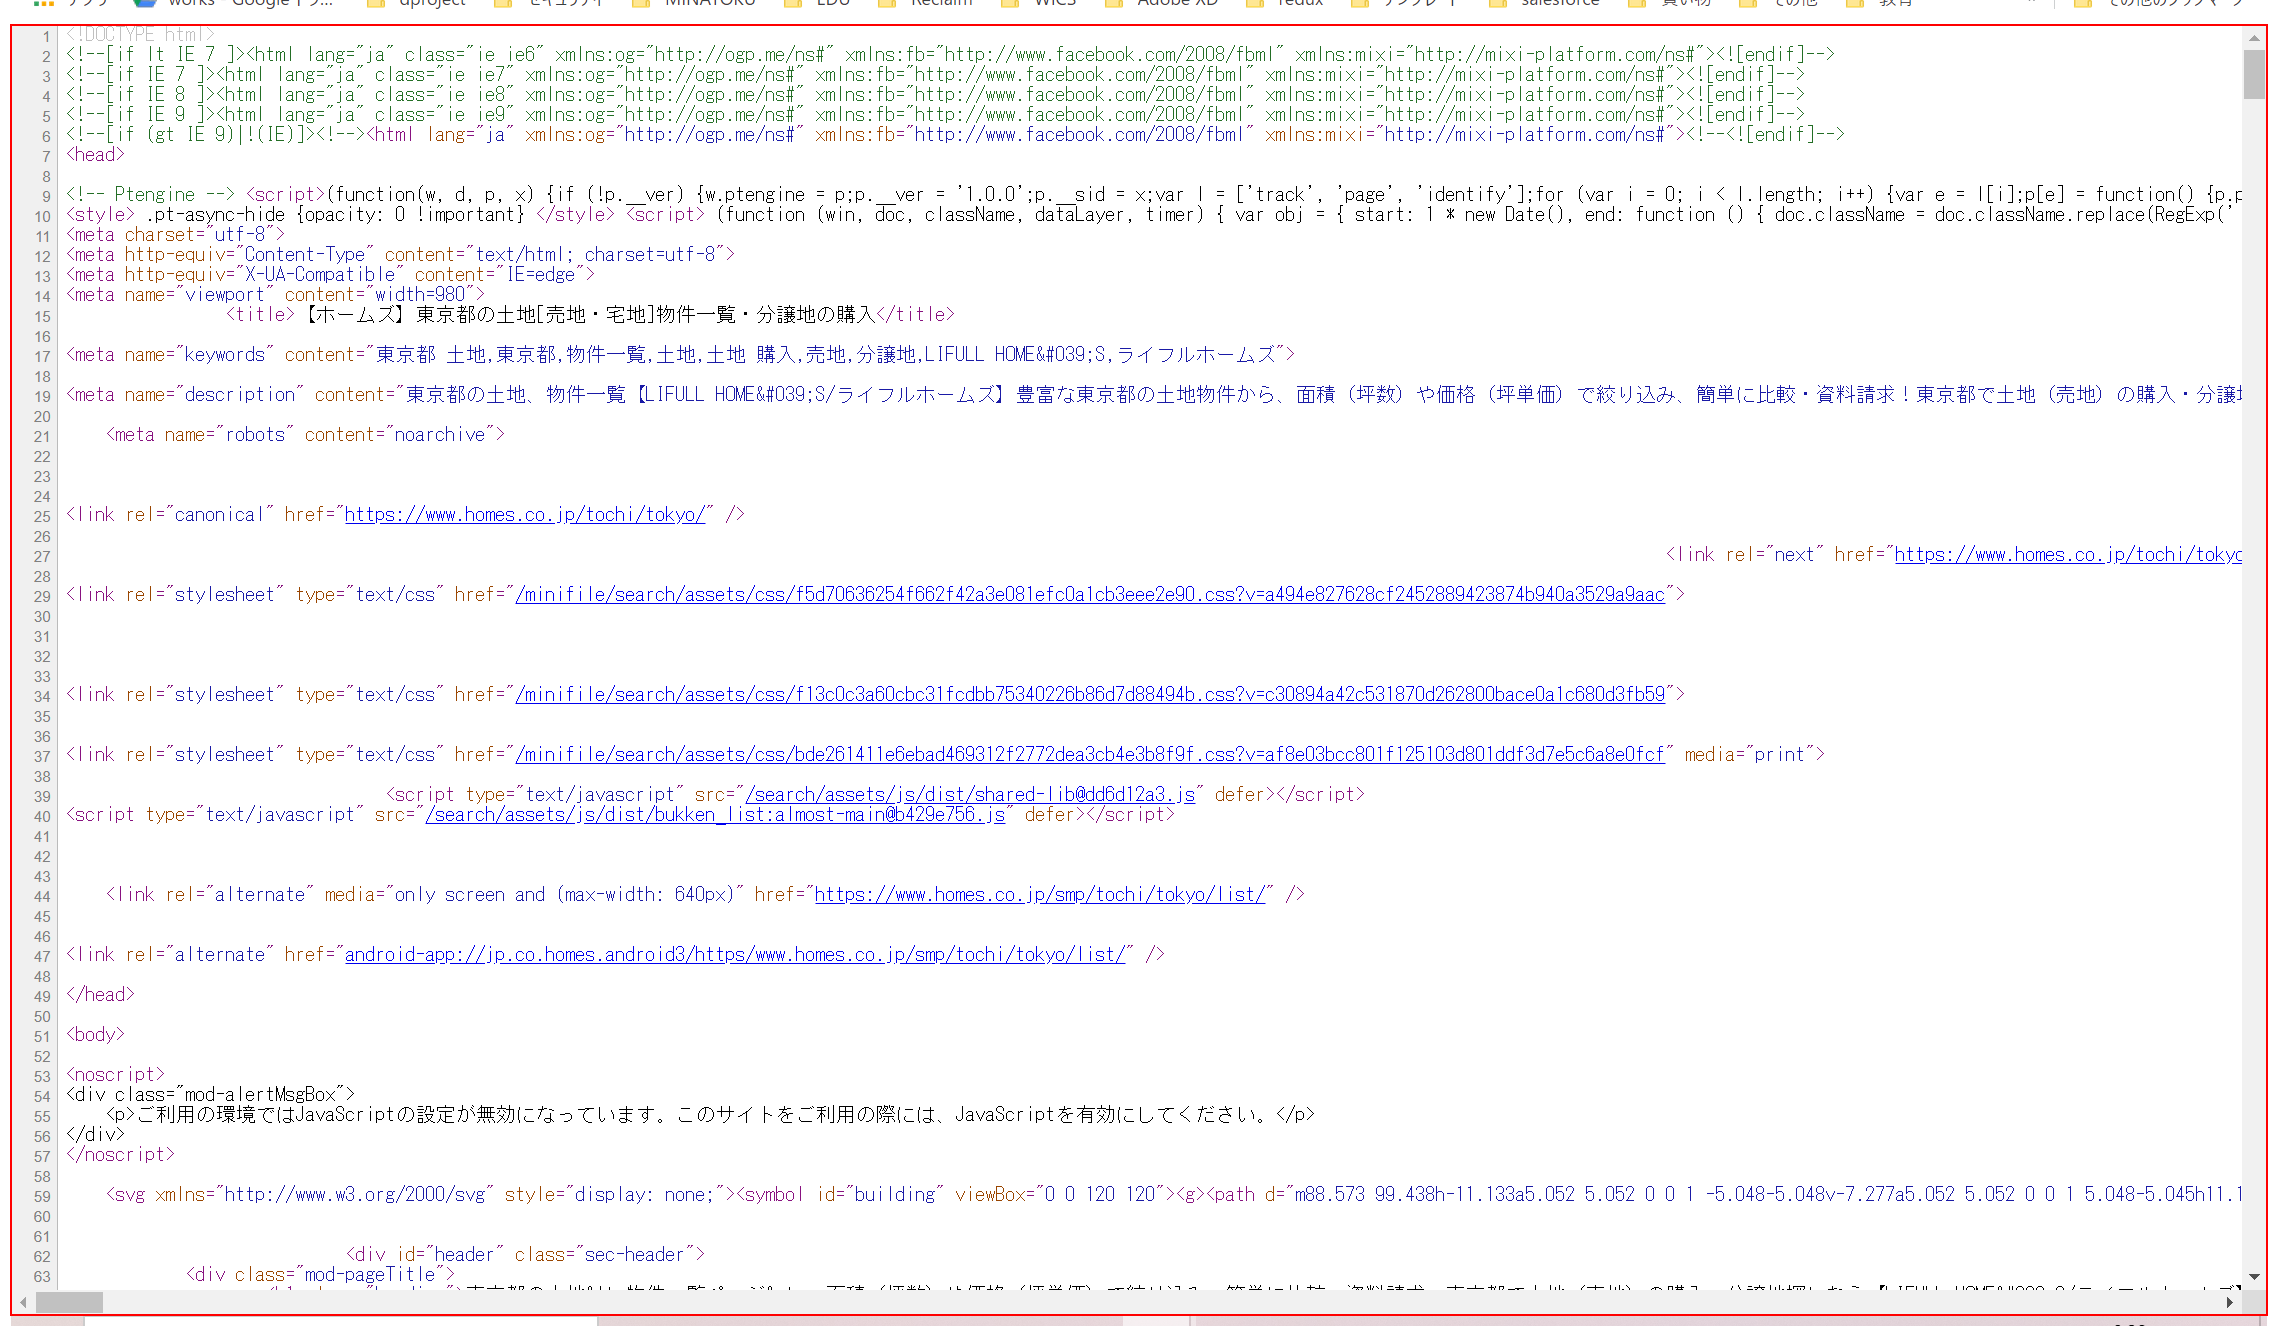 works - Google ドラ... dproject セキュリティ MINATOKU EDU Reclaim WICS Adobe XD redux テンプレート salesforce 買い物 その他 教育 » その他のブックマーク
1 <!DOCTYPE html>
2 <!--[if lt IE 7 ]><html lang="ja" class="ie ie6" xmlns:og="http://ogp.me/ns#" xmlns:fb="http://www.facebook.com/2008/fbml" xmlns:mixi="http://mixi-platform.com/ns#"><![endif]-->
3 <!--[if IE 7 ]><html lang="ja" class="ie ie7" xmlns:og="http://ogp.me/ns#" xmlns:fb="http://www.facebook.com/2008/fbml" xmlns:mixi="http://mixi-platform.com/ns#"><![endif]-->
4 <!--[if IE 8 ]><html lang="ja" class="ie ie8" xmlns:og="http://ogp.me/ns#" xmlns:fb="http://www.facebook.com/2008/fbml" xmlns:mixi="http://mixi-platform.com/ns#"><![endif]-->
5 <!--[if IE 9 ]><html lang="ja" class="ie ie9" xmlns:og="http://ogp.me/ns#" xmlns:fb="http://www.facebook.com/2008/fbml" xmlns:mixi="http://mixi-platform.com/ns#"><![endif]-->
6 <!--[if (gt IE 9)|!(IE)]><!--><html lang="ja" xmlns:og="http://ogp.me/ns#" xmlns:fb="http://www.facebook.com/2008/fbml" xmlns:mixi="http://mixi-platform.com/ns#"><!--<![endif]-->
7 <head>
8
9 <!-- Ptengine --> <script>(function(w, d, p, x) {if (!p.__ver) {w.ptengine = p;p.__ver = '1.0.0';p.__sid = x;var l = ['track', 'page', 'identify'];for (var i = 0; i < l.length; i++) {var e = l[i];p[e] = function() {p.p
10 <style> .pt-async-hide {opacity: 0 !important} </style> <script> (function (win, doc, className, dataLayer, timer) { var obj = { start: 1 * new Date(), end: function () { doc.className = doc.className.replace(RegExp('
11 <meta charset="utf-8">
12 <meta http-equiv="Content-Type" content="text/html; charset=utf-8">
13 <meta http-equiv="X-UA-Compatible" content="IE=edge">
14 <meta name="viewport" content="width=980">
15 <title>【ホームズ】東京都の土地[売地・宅地]物件一覧・分譲地の購入</title>
16
17 <meta name="keywords" content="東京都 土地,東京都,物件一覧,土地,土地 購入,売地,分譲地,LIFULL HOME&#039;S,ライフルホームズ">
18
19 <meta name="description" content="東京都の土地、物件一覧【LIFULL HOME&#039;S/ライフルホームズ】豊富な東京都の土地物件から、面積（坪数）や価格（坪単価）で絞り込み、簡単に比較・資料請求！東京都で土地（売地）の購入・分譲地
20
21 <meta name="robots" content="noarchive">
22
23
24
25 <link rel="canonical" href="https://www.homes.co.jp/tochi/tokyo/" />
26
27 <link rel="next" href="https://www.homes.co.jp/tochi/tokyo
28
29 <link rel="stylesheet" type="text/css" href="/minifile/search/assets/css/f5d70636254f662f42a3e081efc0a1cb3eee2e90.css?v=a494e827628cf2452889423874b940a3529a9aac">
30
31
32
33
34 <link rel="stylesheet" type="text/css" href="/minifile/search/assets/css/f13c0c3a60cbc31fcdbb75340226b86d7d88494b.css?v=c30894a42c531870d262800bace0a1c680d3fb59">
35
36
37 <link rel="stylesheet" type="text/css" href="/minifile/search/assets/css/bde261411e6ebad469312f2772dea3cb4e3b8f9f.css?v=af8e03bcc801f125103d801ddf3d7e5c6a8e0fcf" media="print">
38
39 <script type="text/javascript" src="/search/assets/js/dist/shared-lib@dd6d12a3.js" defer></script>
40 <script type="text/javascript" src="/search/assets/js/dist/bukken_list:almost-main@b429e756.js" defer></script>
41
42
43
44 <link rel="alternate" media="only screen and (max-width: 640px)" href="https://www.homes.co.jp/smp/tochi/tokyo/list/" />
45
46
47 <link rel="alternate" href="android-app://jp.co.homes.android3/https/www.homes.co.jp/smp/tochi/tokyo/list/" />
48
49 </head>
50
51 <body>
52
53 <noscript>
54 <div class="mod-alertMsgBox">
55 <p>ご利用の環境ではJavaScriptの設定が無効になっています。このサイトをご利用の際には、JavaScriptを有効にしてください。</p>
56 </div>
57 </noscript>
58
59 <svg xmlns="http://www.w3.org/2000/svg" style="display: none;"><symbol id="building" viewBox="0 0 120 120"><g><path d="m88.573 99.438h-11.133a5.052 5.052 0 0 1 -5.048-5.048v-7.277a5.052 5.052 0 0 1 5.048-5.045h11.1
60
61
62 <div id="header" class="sec-header">
63 <div class="mod-pageTitle">